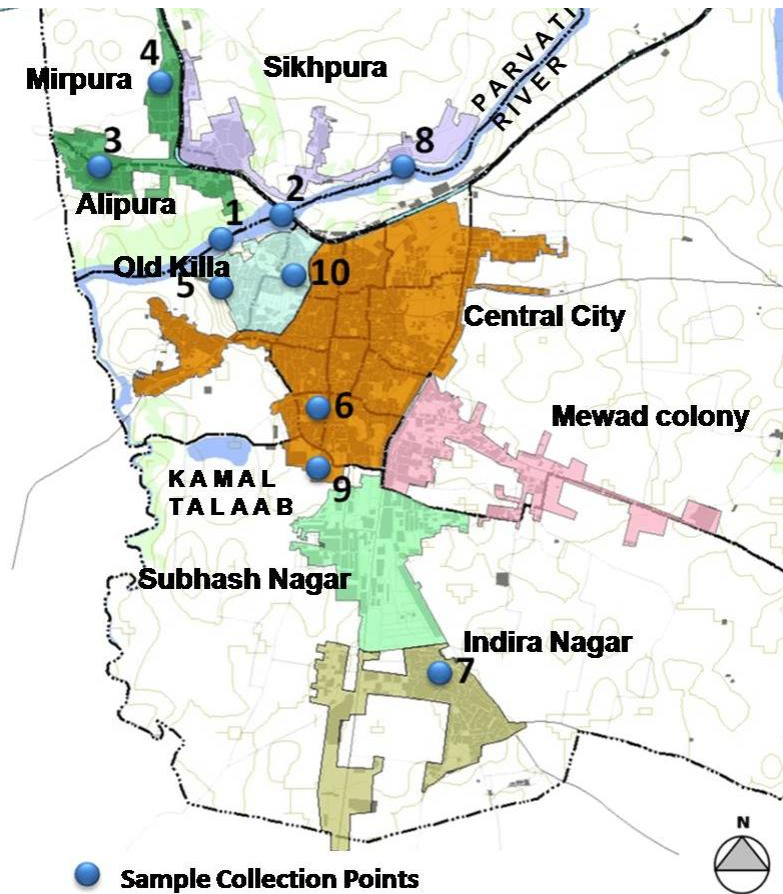 4
Sikhpura
PARVATI
RIVER
Mirpura
3
8
Alipura
2
1
Old Killa
5
10
Central City
6
Mewad colony
9
KAMAL
TALAAB
Subhash Nagar
Indira Nagar
7
N
Sample Collection Points